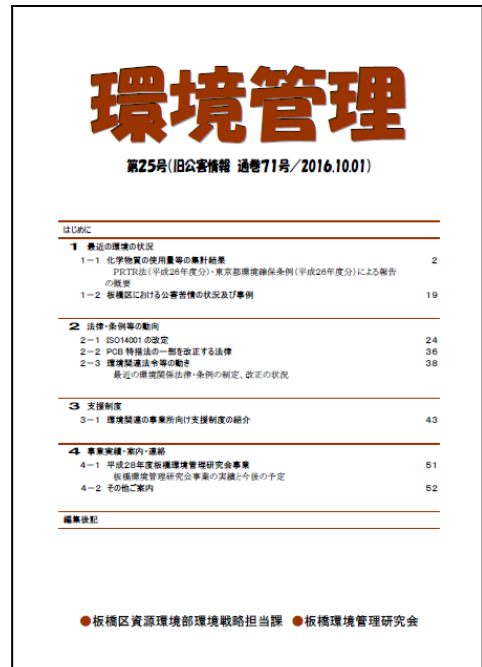 環境管理
第25号(旧公害情報 通巻71号/2016.10.01)
はじめに
1 最近の環境の状況
1-1 化学物質の使用量等の集計結果 2
PRTR法(平成26年度分)・東京都環境確保条例(平成26年度分)による報告
の概要
1-2 板橋区における公害苦情の状況及び事例 19
2 法律・条例等の動向
2-1 ISO14001の改定 24
2-2 PCB特措法の一部を改正する法律 36
2-3 環境関連法令等の動き 38
最近の環境関係法律・条例の制定、改正の状況
3 支援制度
3-1 環境関連の事業所向け支援制度の紹介 43
4 事業実績・案内・連絡
4-1 平成28年度板橋環境管理研究会事業 51
板橋環境管理研究会事業の実績と今後の予定
4-2 その他ご案内 52
編集後記
●板橋区資源環境部環境戦略担当課 ●板橋環境管理研究会